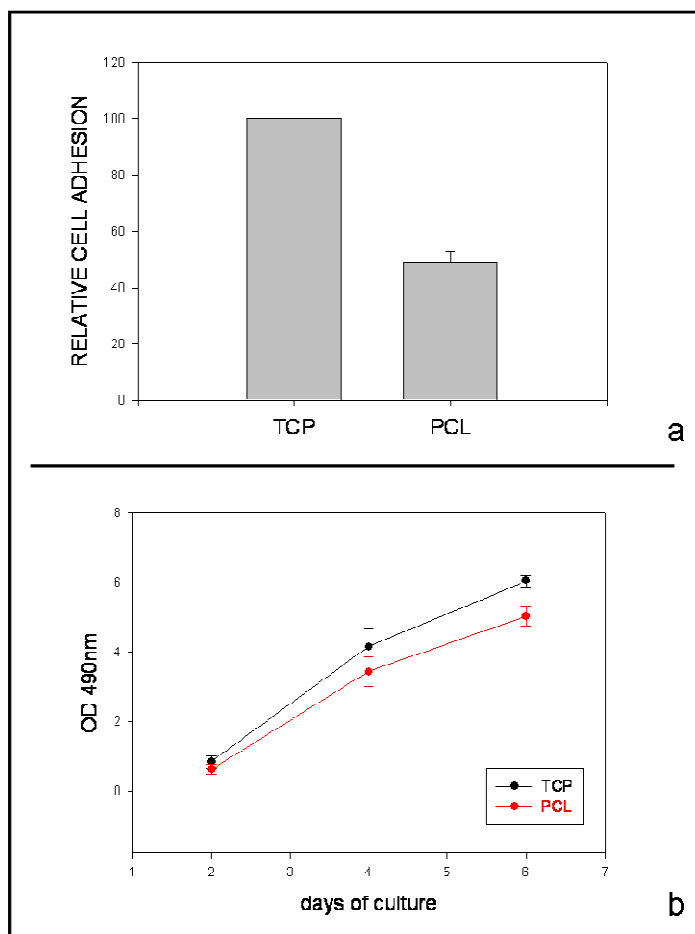 RELATIVE CELL ADHESION
120
100
80
60
40
20
0
TCP PCL
a
OD 490nm
8
6
4
2
0
TCP
PCL
1 2 3 4 5 6 7
days of culture
b